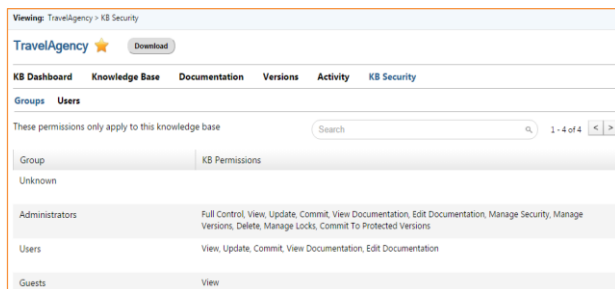 Viewing: TravelAgency > KB Security
TravelAgency Download
KB Dashboard Knowledge Base Documentation Versions Activity KB Security
Groups Users
These permissions only apply to this knowledge base Search 1 - 4 of 4 < >
Group KB Permissions
Unknown
Administrators Full Control, View, Update, Commit, View Documentation, Edit Documentation, Manage Security, Manage
Versions, Delete, Manage Locks, Commit To Protected Versions
Users View, Update, Commit, View Documentation, Edit Documentation
Guests View